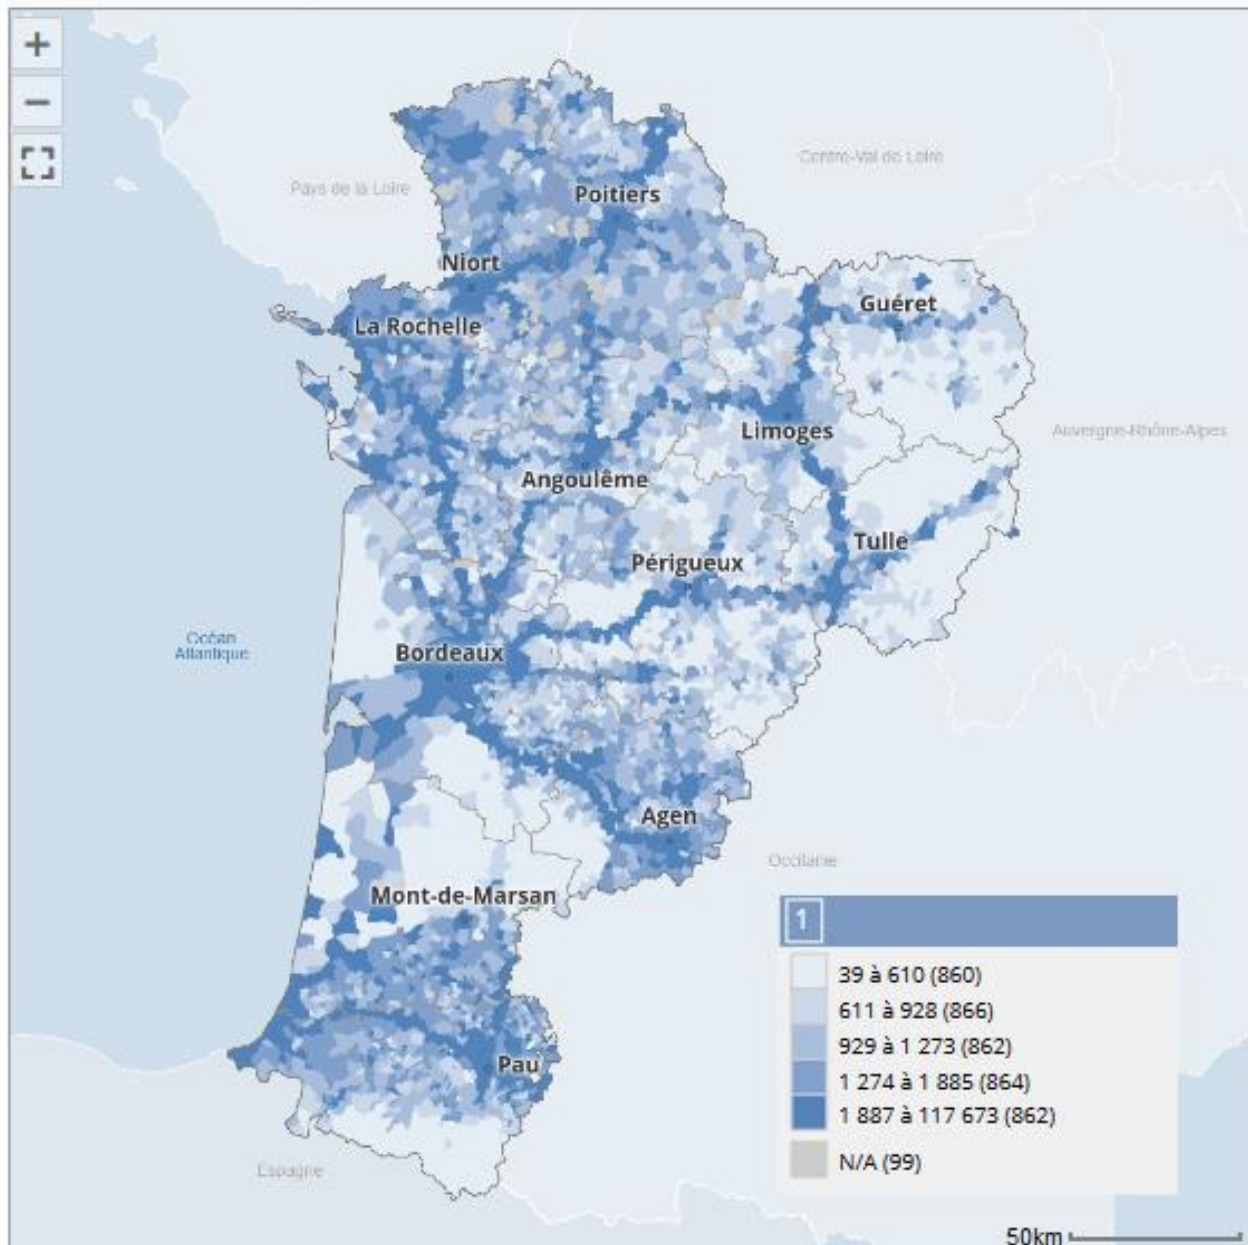 +
−
Centre-Val de Loire
Pays de la Loire
Poitiers
Niort
Guéret
La Rochelle
Limoges
Auvergne-Rhône-Alpes
Angoulême
Tulle
Périgueux
Océan
Atlantique
Bordeaux
Agen
Occitanie
Mont-de-Marsan
1
39 à 610 (860)
611 à 928 (866)
929 à 1 273 (862)
1 274 à 1 885 (864)
1 887 à 117 673 (862)
N/A (99)
Pau
Espagne
50km